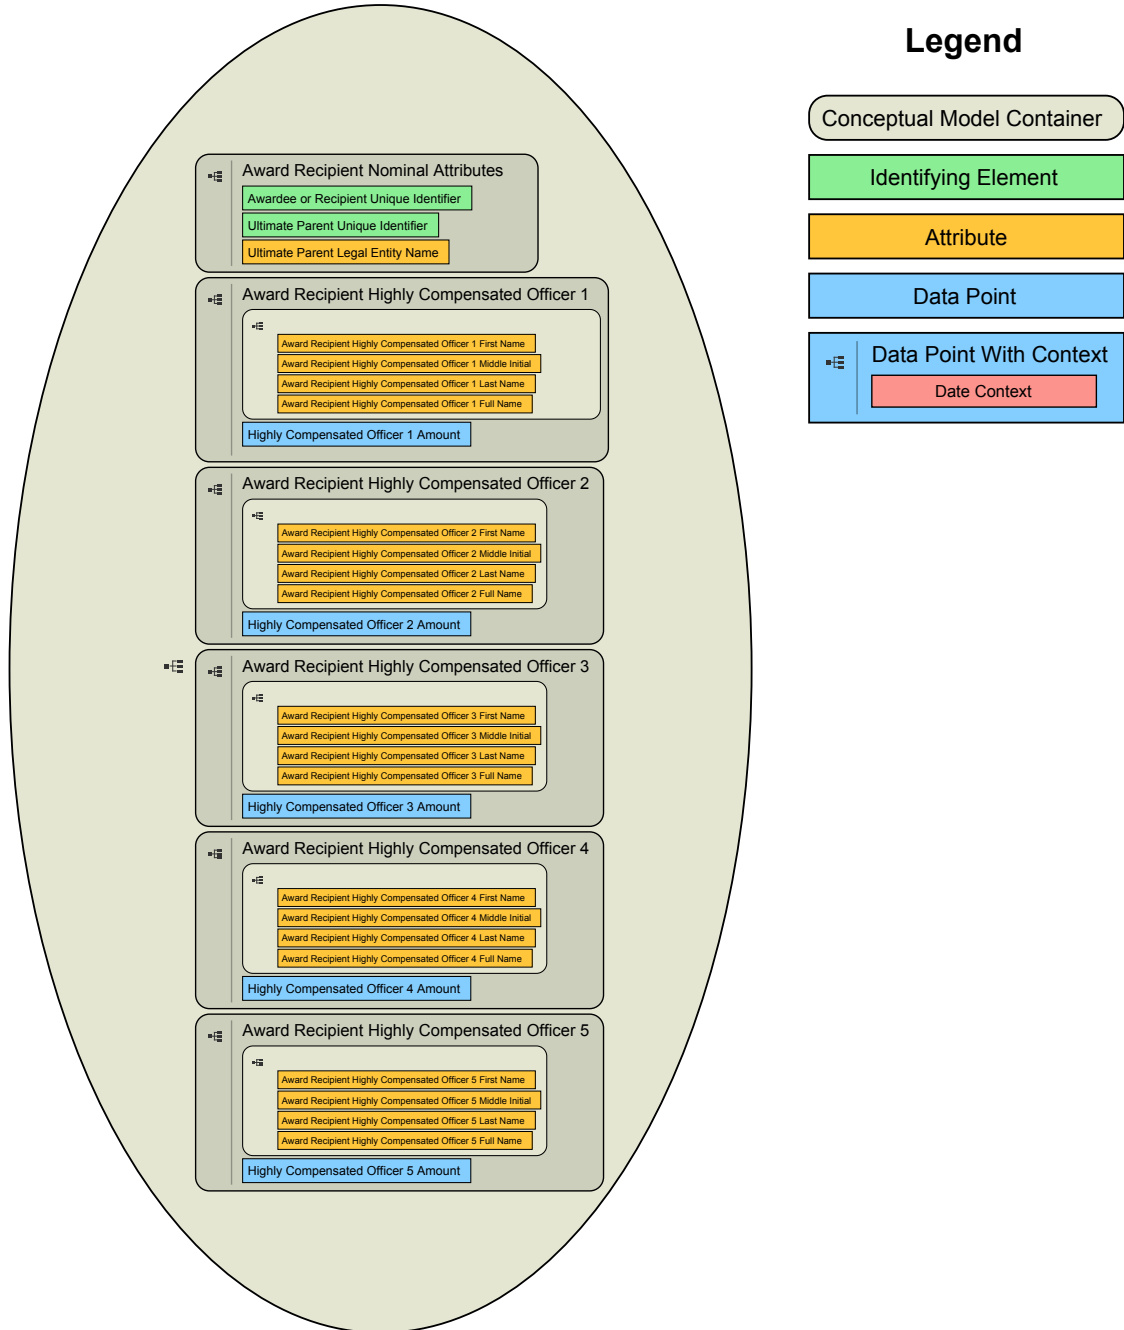 Award Recipient Nominal Attributes
Awardee or Recipient Unique Identifier
Ultimate Parent Unique Identifier
Ultimate Parent Legal Entity Name
Award Recipient Highly Compensated Officer 1
Award Recipient Highly Compensated Officer 1 First Name
Award Recipient Highly Compensated Officer 1 Middle Initial
Award Recipient Highly Compensated Officer 1 Last Name
Award Recipient Highly Compensated Officer 1 Full Name
Highly Compensated Officer 1 Amount
Award Recipient Highly Compensated Officer 2
Award Recipient Highly Compensated Officer 2 First Name
Award Recipient Highly Compensated Officer 2 Middle Initial
Award Recipient Highly Compensated Officer 2 Last Name
Award Recipient Highly Compensated Officer 2 Full Name
Highly Compensated Officer 2 Amount
Award Recipient Highly Compensated Officer 3
Award Recipient Highly Compensated Officer 3 First Name
Award Recipient Highly Compensated Officer 3 Middle Initial
Award Recipient Highly Compensated Officer 3 Last Name
Award Recipient Highly Compensated Officer 3 Full Name
Highly Compensated Officer 3 Amount
Award Recipient Highly Compensated Officer 4
Award Recipient Highly Compensated Officer 4 First Name
Award Recipient Highly Compensated Officer 4 Middle Initial
Award Recipient Highly Compensated Officer 4 Last Name
Award Recipient Highly Compensated Officer 4 Full Name
Highly Compensated Officer 4 Amount
Award Recipient Highly Compensated Officer 5
Award Recipient Highly Compensated Officer 5 First Name
Award Recipient Highly Compensated Officer 5 Middle Initial
Award Recipient Highly Compensated Officer 5 Last Name
Award Recipient Highly Compensated Officer 5 Full Name
Highly Compensated Officer 5 Amount
Legend
Conceptual Model Container
Identifying Element
Attribute
Data Point
Data Point With Context
Date Context